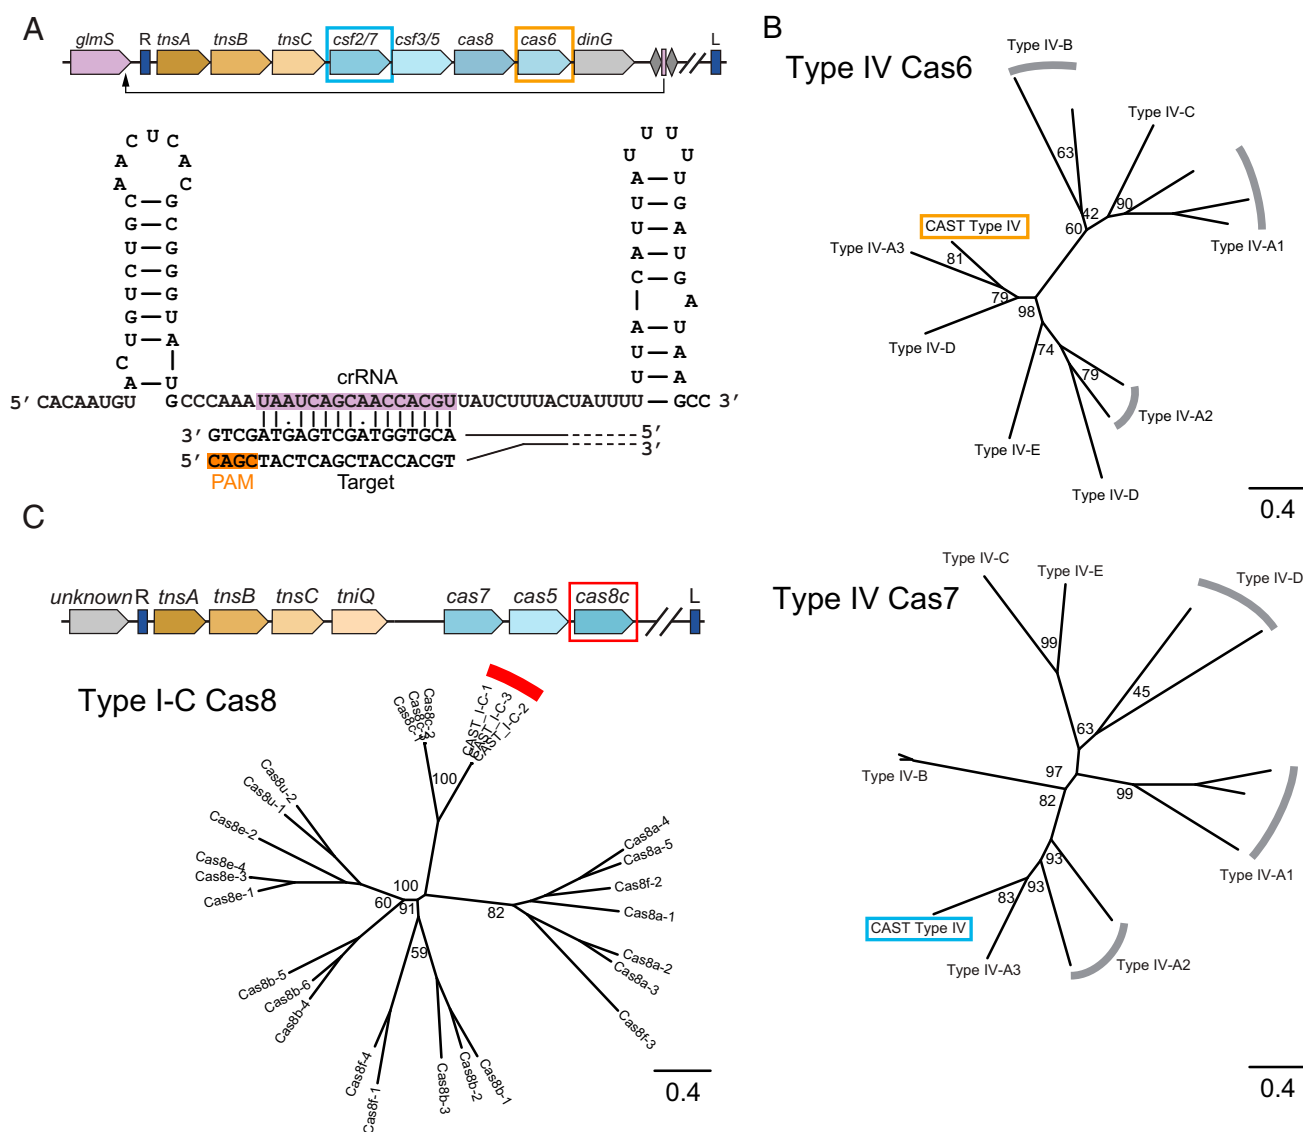 A
glmS R tnsA tnsB tnsC csf2/7 csf3/5 cas8 cas6 dinG L
C U C
A A
A C
C G
G C
U G
C G
U G
G U
U A
C
A U
U U U
U U
A G
U A
U U
A G
C A
A
A U
U A
U A
crRNA
5′ CACAAUGU GCCCAAAUAAUCAGCAACCACGUUAUCUUUACUAUUUU GCC 3′
3′ GTCGATGAGTCGATGGTGCA 5′
5′ CAGCTACTCAGCTACCACGT 3′
PAM Target
B
Type IV Cas6
Type IV-B
Type IV-C
63
90
42
60
Type IV-A1
CAST Type IV
Type IV-A3
81
79
98
Type IV-D
74
79
Type IV-A2
Type IV-E
Type IV-D
0.4
Type IV Cas7
Type IV-C
Type IV-E
Type IV-D
99
45
63
97
Type IV-B
82
99
Type IV-A1
93
83
93
CAST Type IV
Type IV-A3
Type IV-A2
0.4
C
unknown R tnsA tnsB tnsC tniQ cas7 cas5 cas8c L
Type I-C Cas8
Cas8c-2
Cas8c-3
Cas8c-1
CAST_I-C-1
CAST_I-C-3
CAST_I-C-2
100
Cas8u-2
Cas8u-1
Cas8e-2
Cas8e-4
Cas8e-3
Cas8e-1
100
60
91
82
59
Cas8a-4
Cas8a-5
Cas8f-2
Cas8a-1
Cas8a-2
Cas8a-3
Cas8f-3
Cas8b-5
Cas8b-6
Cas8b-4
Cas8f-4
Cas8f-1
Cas8b-3
Cas8b-2
Cas8b-1
0.4